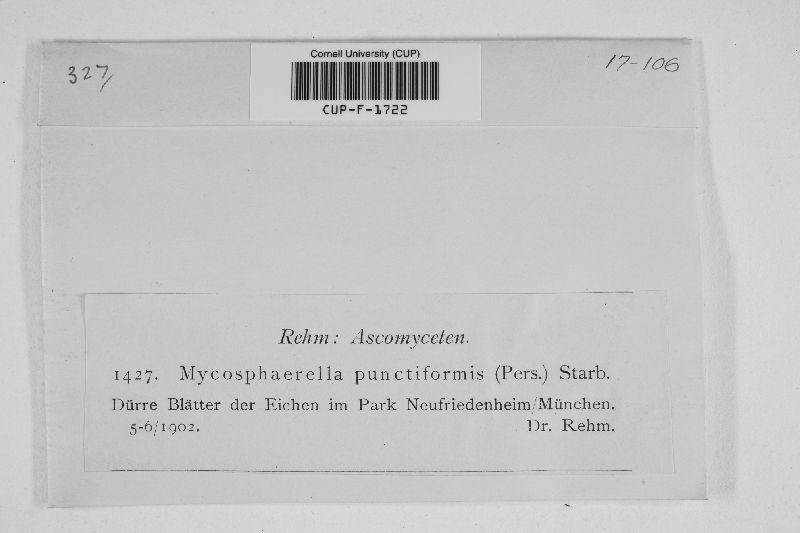 327/
Cornell University (CUP)
CUP-F-1722
17-106
Rehm: Ascomyceten.
1427. Mycosphaerella punctiformis (Pers.) Starb.
Dürre Blätter der Eichen im Park Neufriedenheim/München.
5-6/1902. Dr. Rehm.